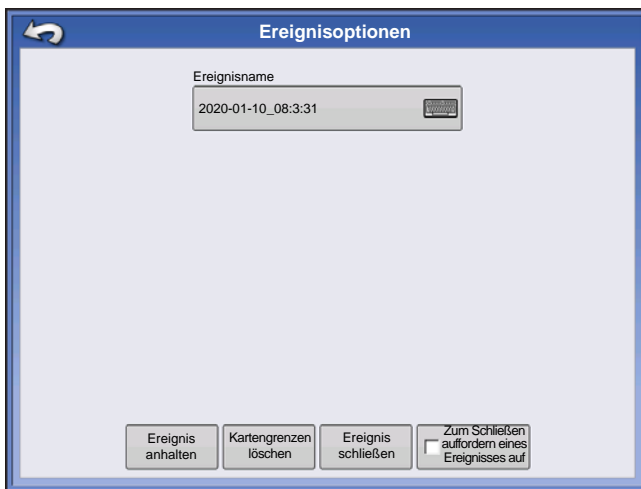 Ereignisoptionen
Ereignisname
2020-01-10_08:3:31
Ereignis
anhalten
Kartengrenzen
löschen
Ereignis
schließen
Zum Schließen
auffordern eines
Ereignisses auf